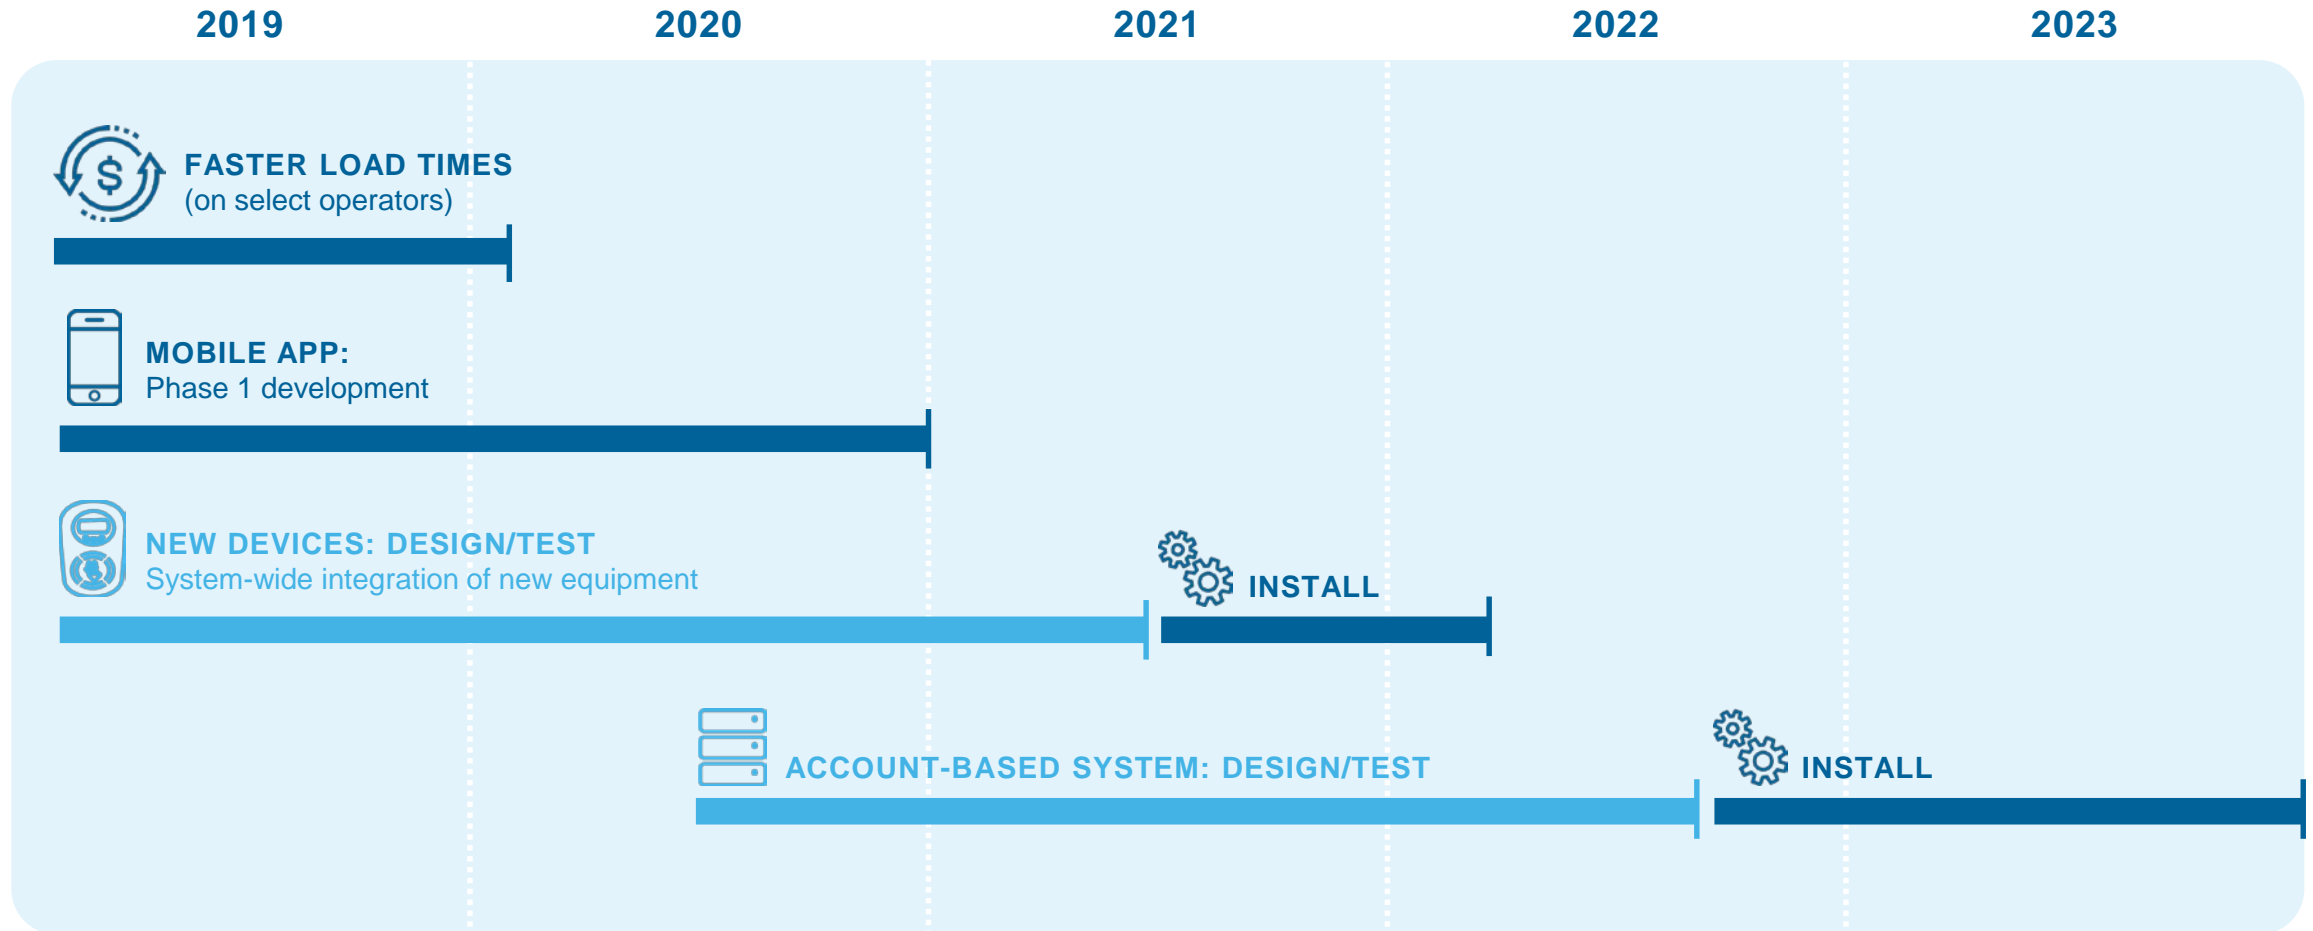 2019 2020 2021 2022 2023
FASTER LOAD TIMES
(on select operators)
$
MOBILE APP:
Phase 1 development
NEW DEVICES: DESIGN/TEST
System-wide integration of new equipment
INSTALL
ACCOUNT-BASED SYSTEM: DESIGN/TEST
INSTALL